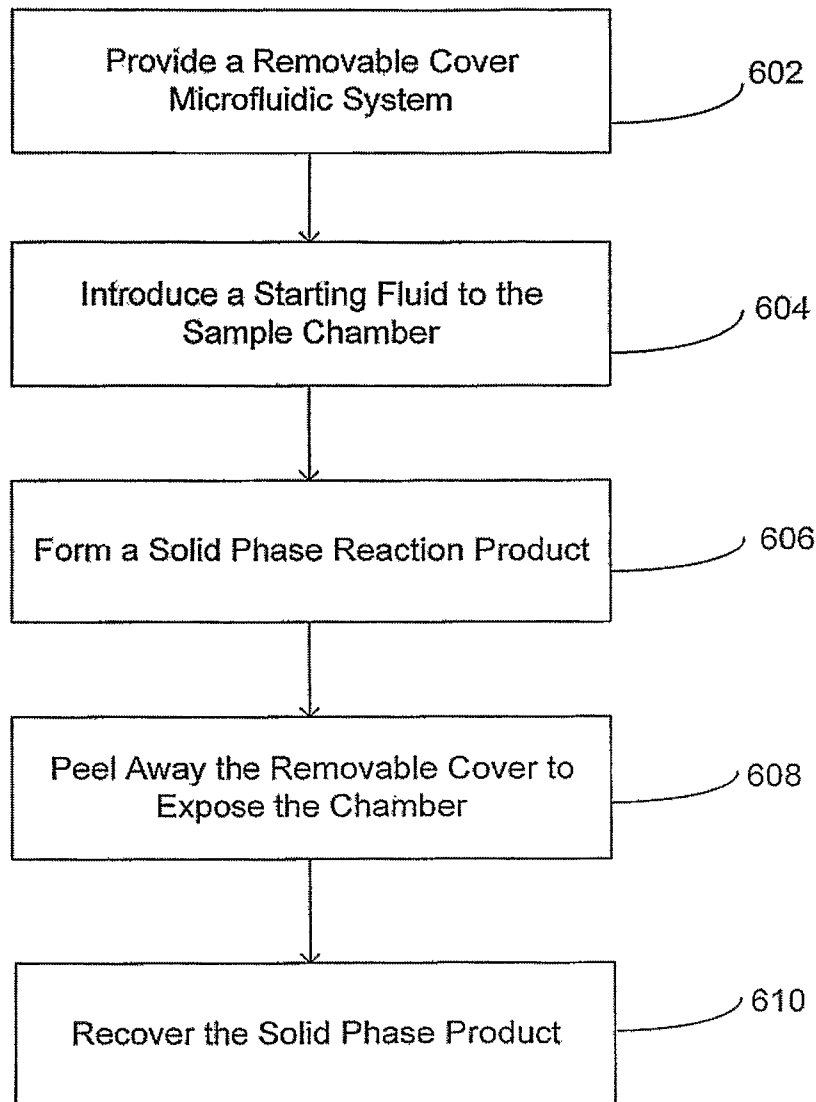 Provide a Removable Cover
Microfluidic System
602
Introduce a Starting Fluid to the
Sample Chamber
604
Form a Solid Phase Reaction Product
606
Peel Away the Removable Cover to
Expose the Chamber
608
Recover the Solid Phase Product
610